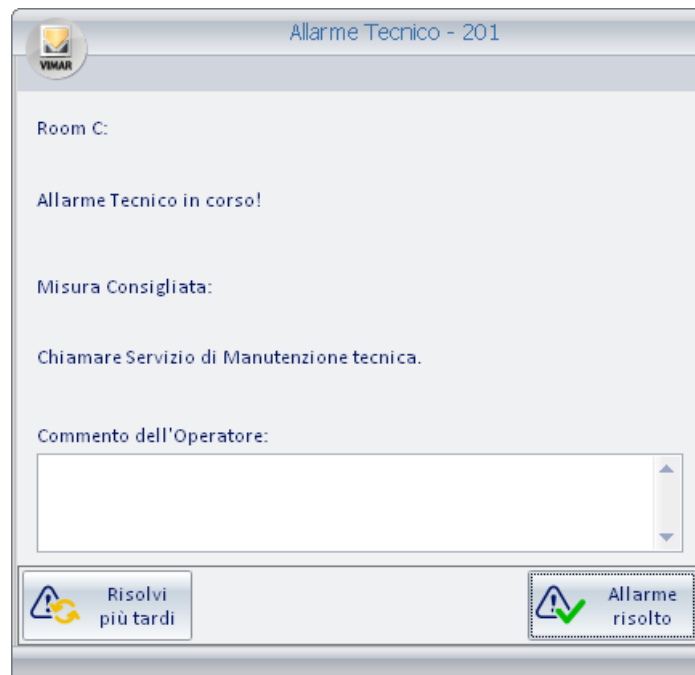 Allarme Tecnico - 201
VIMAR
Room C:
Allarme Tecnico in corso!
Misura Consigliata:
Chiamare Servizio di Manutenzione tecnica.
Commento dell'Operatore:
Risolvi
più tardi
Allarme
risolto